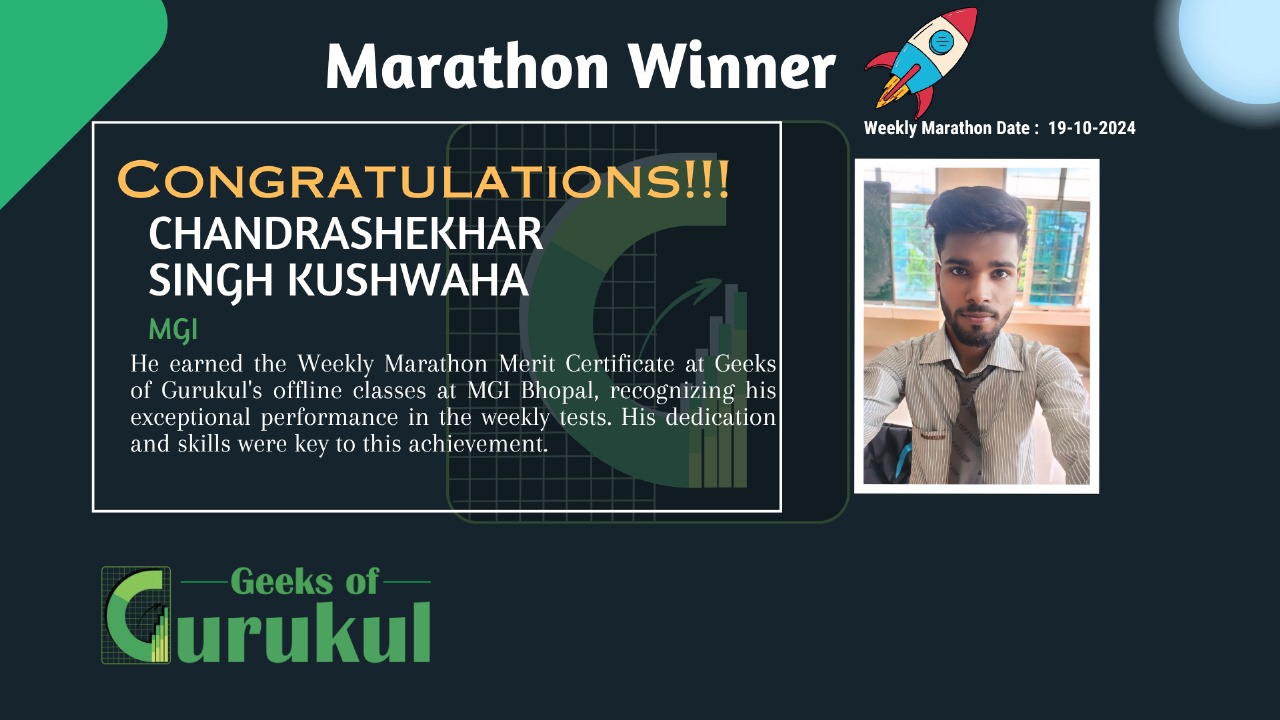 Marathon Winner
Weekly Marathon Date : 19-10-2024
CONGRATULATIONS!!!
CHANDRASHEKHAR
SINGH KUSHWAHA
MGI
He earned the Weekly Marathon Merit Certificate at Geeks
of Gurukul's offline classes at MGI Bhopal, recognizing his
exceptional performance in the weekly tests. His dedication
and skills were key to this achievement.
Geeks of
Gurukul